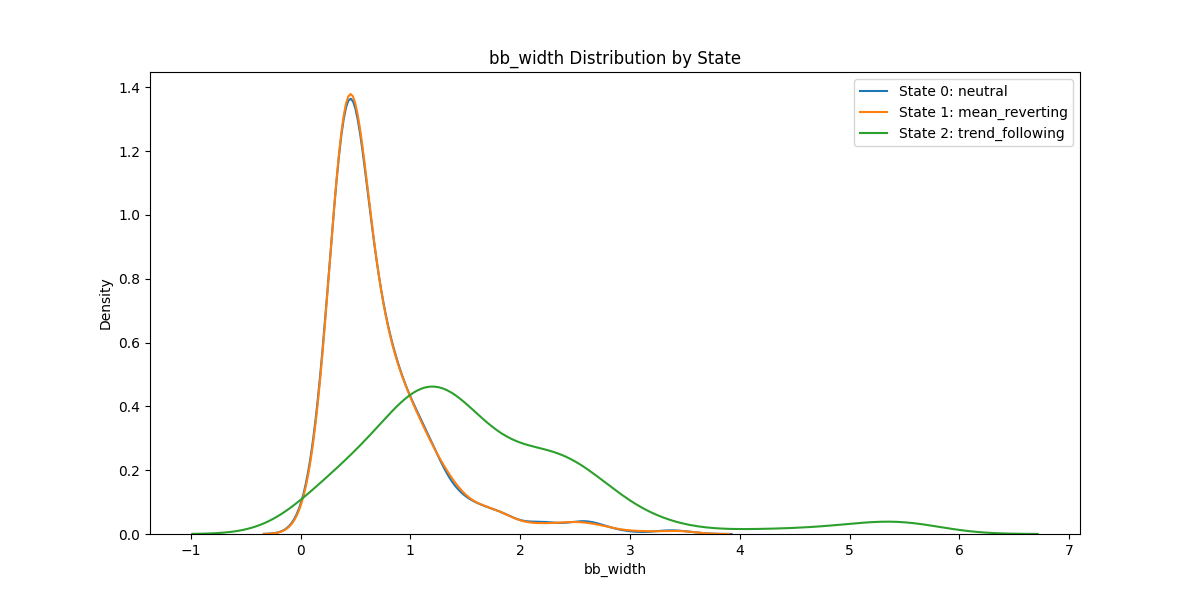 bb_width Distribution by State
State 0: neutral
State 1: mean_reverting
State 2: trend_following
Density
1.4
1.2
1.0
0.8
0.6
0.4
0.2
0.0
−1 0 1 2 3 4 5 6 7
bb_width